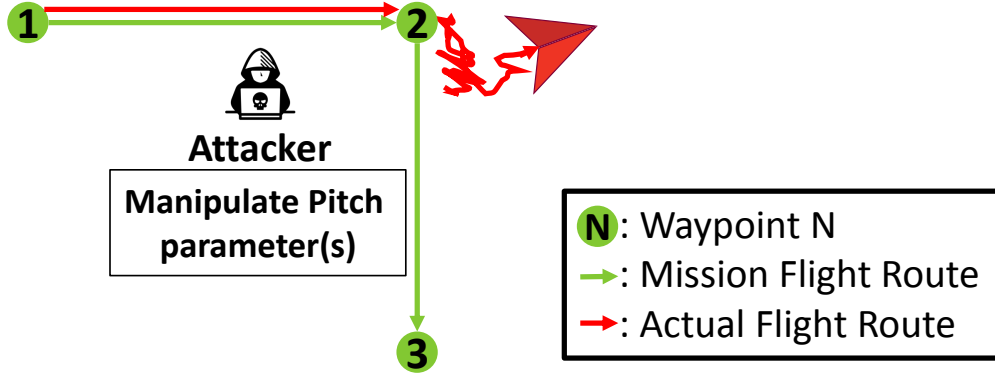 1
2
Attacker
Manipulate Pitch
parameter(s)
3
N: Waypoint N
: Mission Flight Route
: Actual Flight Route